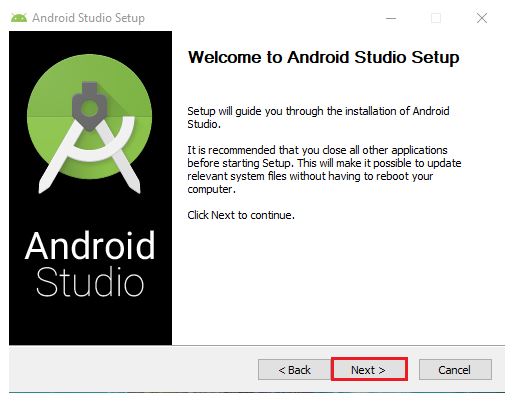 Android Studio Setup
Welcome to Android Studio Setup
Setup will guide you through the installation of Android
Studio.
It is recommended that you close all other applications
before starting Setup. This will make it possible to update
relevant system files without having to reboot your
computer.
Click Next to continue.
Android
Studio
< Back
Next >
Cancel